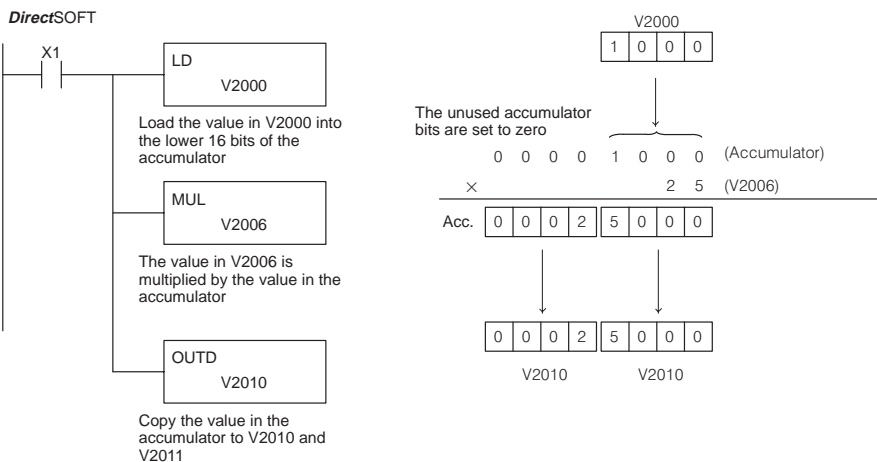 DirectSOFT
X1
LD
V2000
Load the value in V2000 into
the lower 16 bits of the
accumulator
MUL
V2006
The value in V2006 is
multiplied by the value in the
accumulator
OUTD
V2010
Copy the value in the
accumulator to V2010 and
V2011
V2000
1 0 0 0
The unused accumulator
bits are set to zero
0 0 0 0 1 0 0 0 (Accumulator)
× 2 5 (V2006)
Acc. 0 0 0 2 5 0 0 0
0 0 0 2 5 0 0 0
V2010 V2010